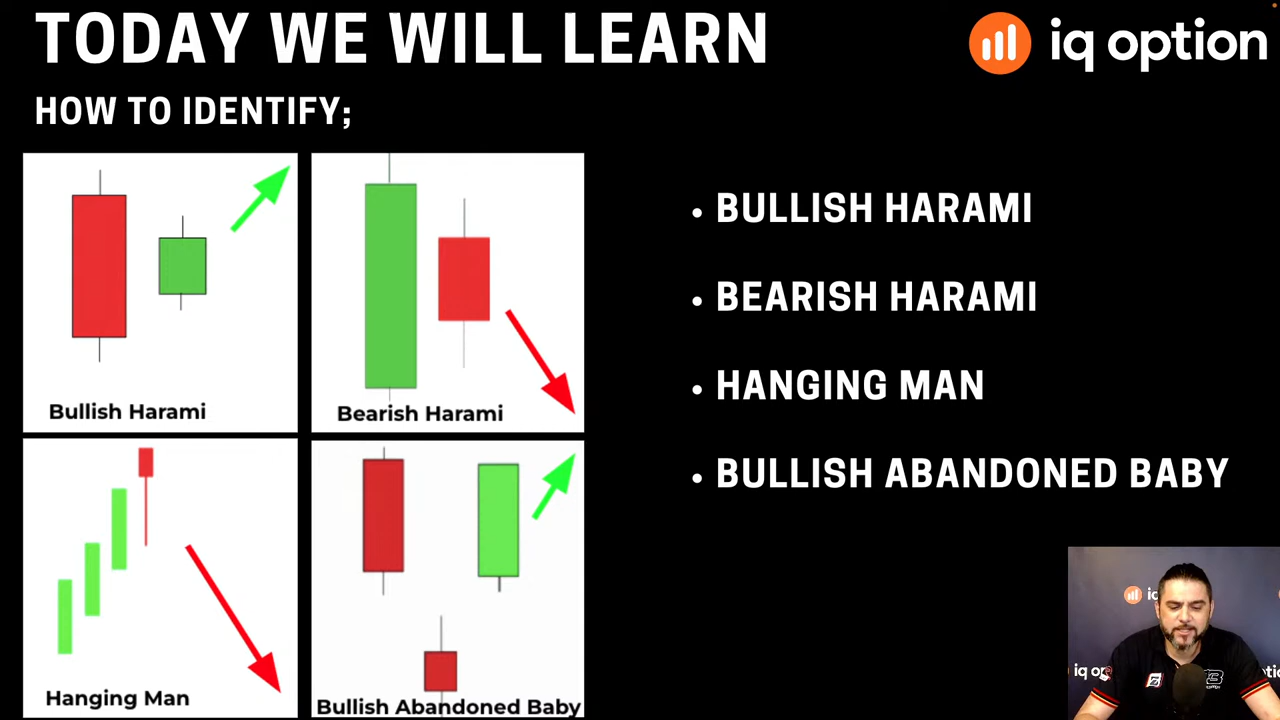 TODAY WE WILL LEARN
iq option
HOW TO IDENTIFY;
Bullish Harami
Bearish Harami
Hanging Man
Bullish Abandoned Baby
• BULLISH HARAMI
• BEARISH HARAMI
• HANGING MAN
• BULLISH ABANDONED BABY